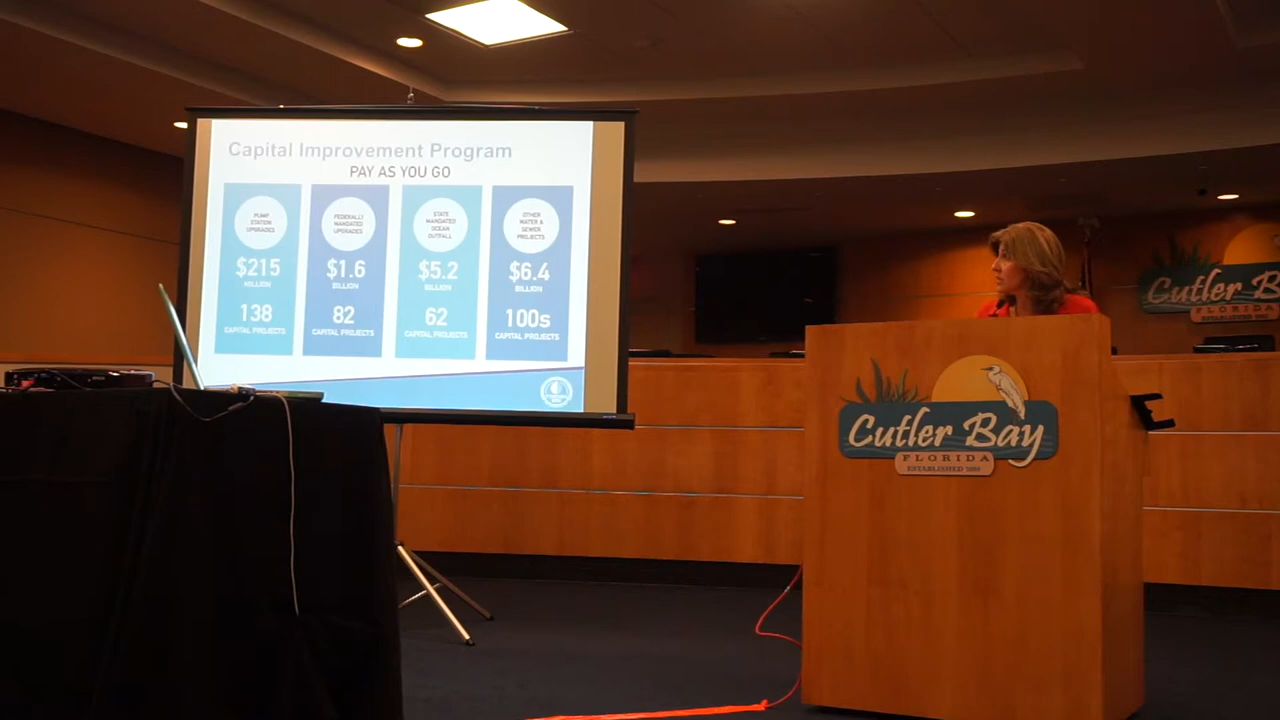 Capital Improvement Program
PAY AS YOU GO
PUMP
STATION
UPGRADES
$215
MILLION
138
CAPITAL PROJECTS
FEDERALLY
MANDATED
UPGRADES
$1.6
BILLION
82
CAPITAL PROJECTS
STATE
MANDATED
OCEAN
OUTFALL
$5.2
BILLION
62
CAPITAL PROJECTS
OTHER
WATER &
SEWER
PROJECTS
$6.4
BILLION
100s
CAPITAL PROJECTS
Cutler Bay
FLORIDA
ESTABLISHED 2005
Cutler B
FLORIDA
ESTABLISHED